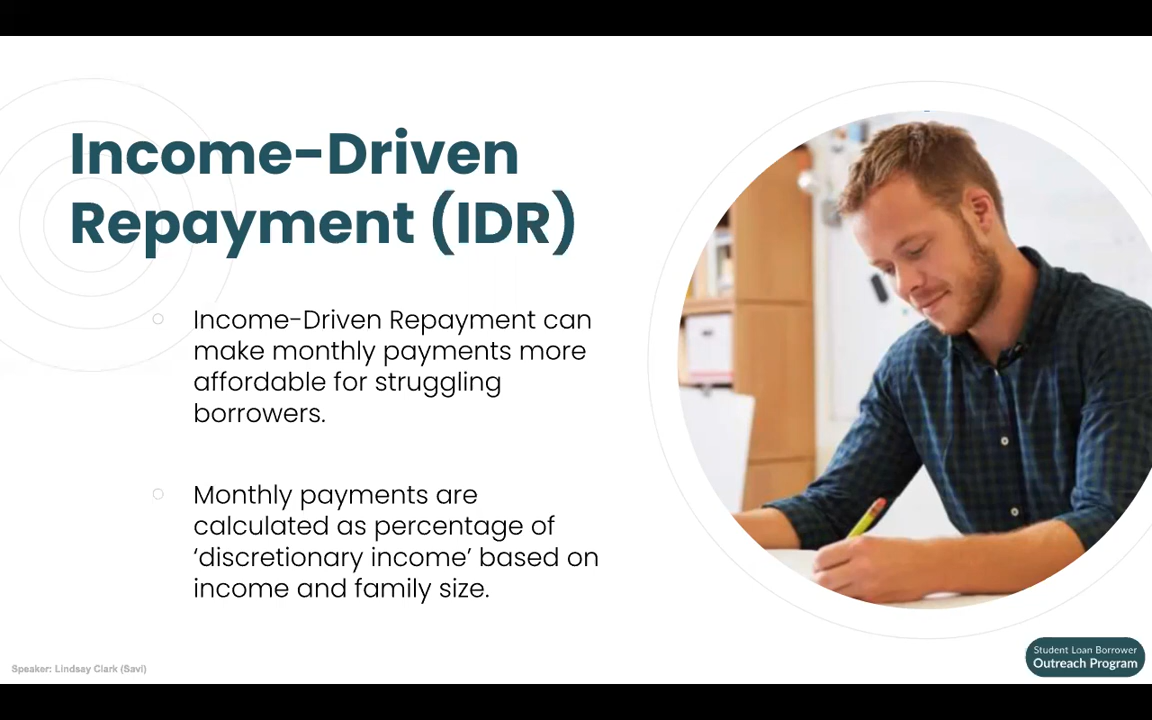 Income-Driven
Repayment (IDR)
Income-Driven Repayment can
make monthly payments more
affordable for struggling
borrowers.
Monthly payments are
calculated as percentage of
‘discretionary income’ based on
income and family size.
Speaker: Lindsay Clark (Savi)
Student Loan Borrower
Outreach Program